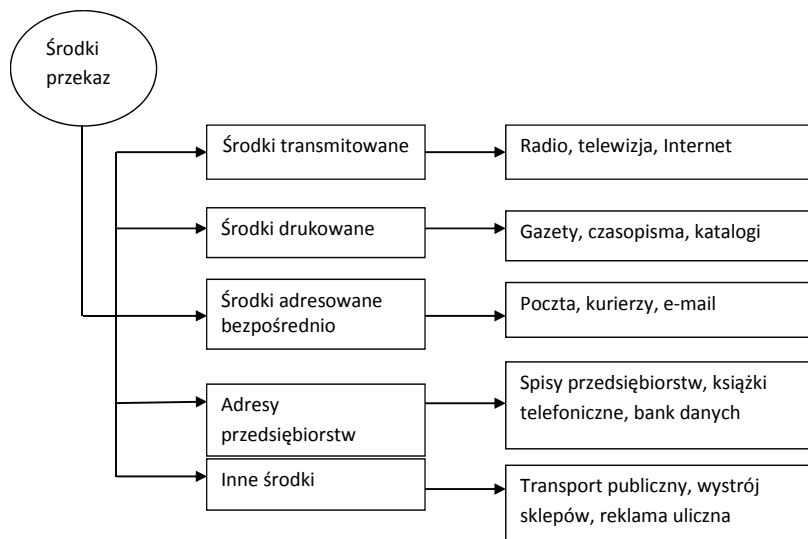 Środki
przekaz
Środki transmitowane
Radio, telewizja, Internet
Środki drukowane
Gazety, czasopisma, katalogi
Środki adresowane
bezpośrednio
Poczta, kurierzy, e-mail
Adresy
przedsiębiorstw
Spisy przedsiębiorstw, książki
telefoniczne, bank danych
Inne środki
Transport publiczny, wystrój
sklepów, reklama uliczna